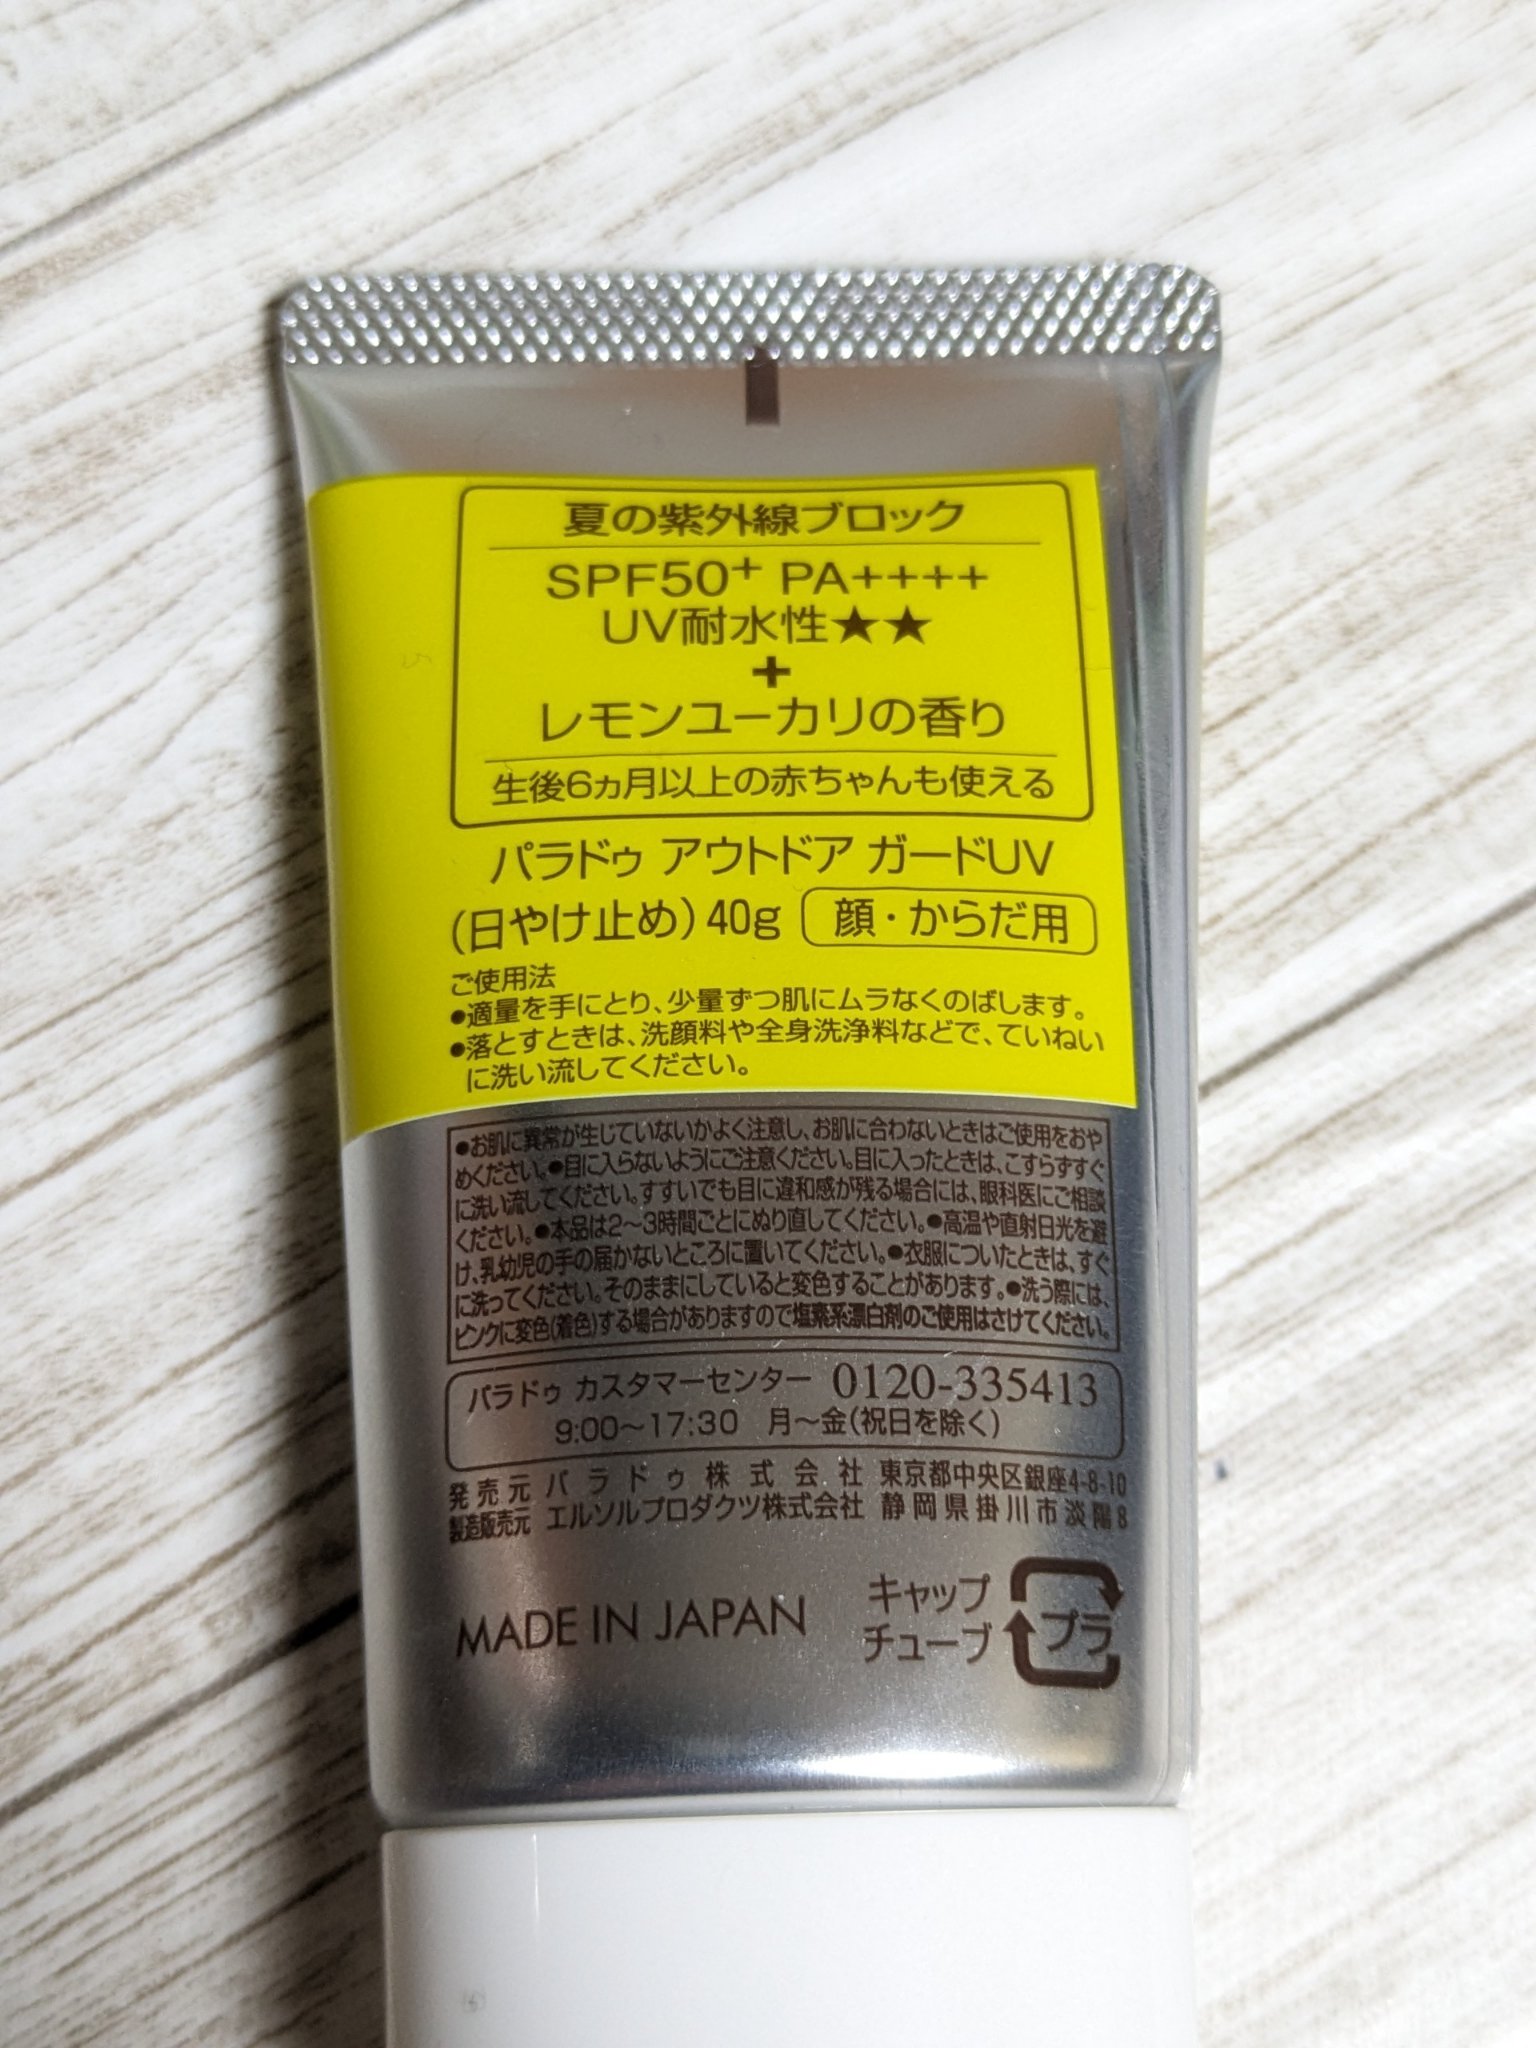 夏の紫外線ブロック
SPF50+ PA++++
UV耐水性★★
+
レモンユーカリの香り
生後6ヵ月以上の赤ちゃんも使える
パラドゥ アウトドア ガードUV
(日やけ止め) 40g 顔・からだ用
ご使用法
●適量を手にとり、少量ずつ肌にムラなくのばします。
●落とすときは、洗顔料や全身洗浄料などで、ていねい
に洗い流してください。
●お肌に異常が生じていないかよく注意し、お肌に合わないときはご使用をおや
めください。●目に入らないようにご注意ください。目に入ったときは、こすらずすぐ
に洗い流してください。すすいでも目に違和感が残る場合には、眼科医にご相談
ください。●本品は2〜3時間ごとにぬり直してください。●高温や直射日光を避
け、乳幼児の手の届かないところに置いてください。●衣服についたときは、すぐ
に洗ってください。そのままにしていると変色することがあります。●洗う際には、
ピンクに変色(着色)する場合がありますので塩素系漂白剤のご使用はさけてください。
パラドゥ カスタマーセンター 0120-335413
9:00〜17:30 月〜金(祝日を除く)
発売元 パラドゥ株式会社 東京都中央区銀座4-8-10
製造販売元 エルソルプロダクツ株式会社 静岡県掛川市淡陽8
MADE IN JAPAN
キャップ
チューブ
プラ